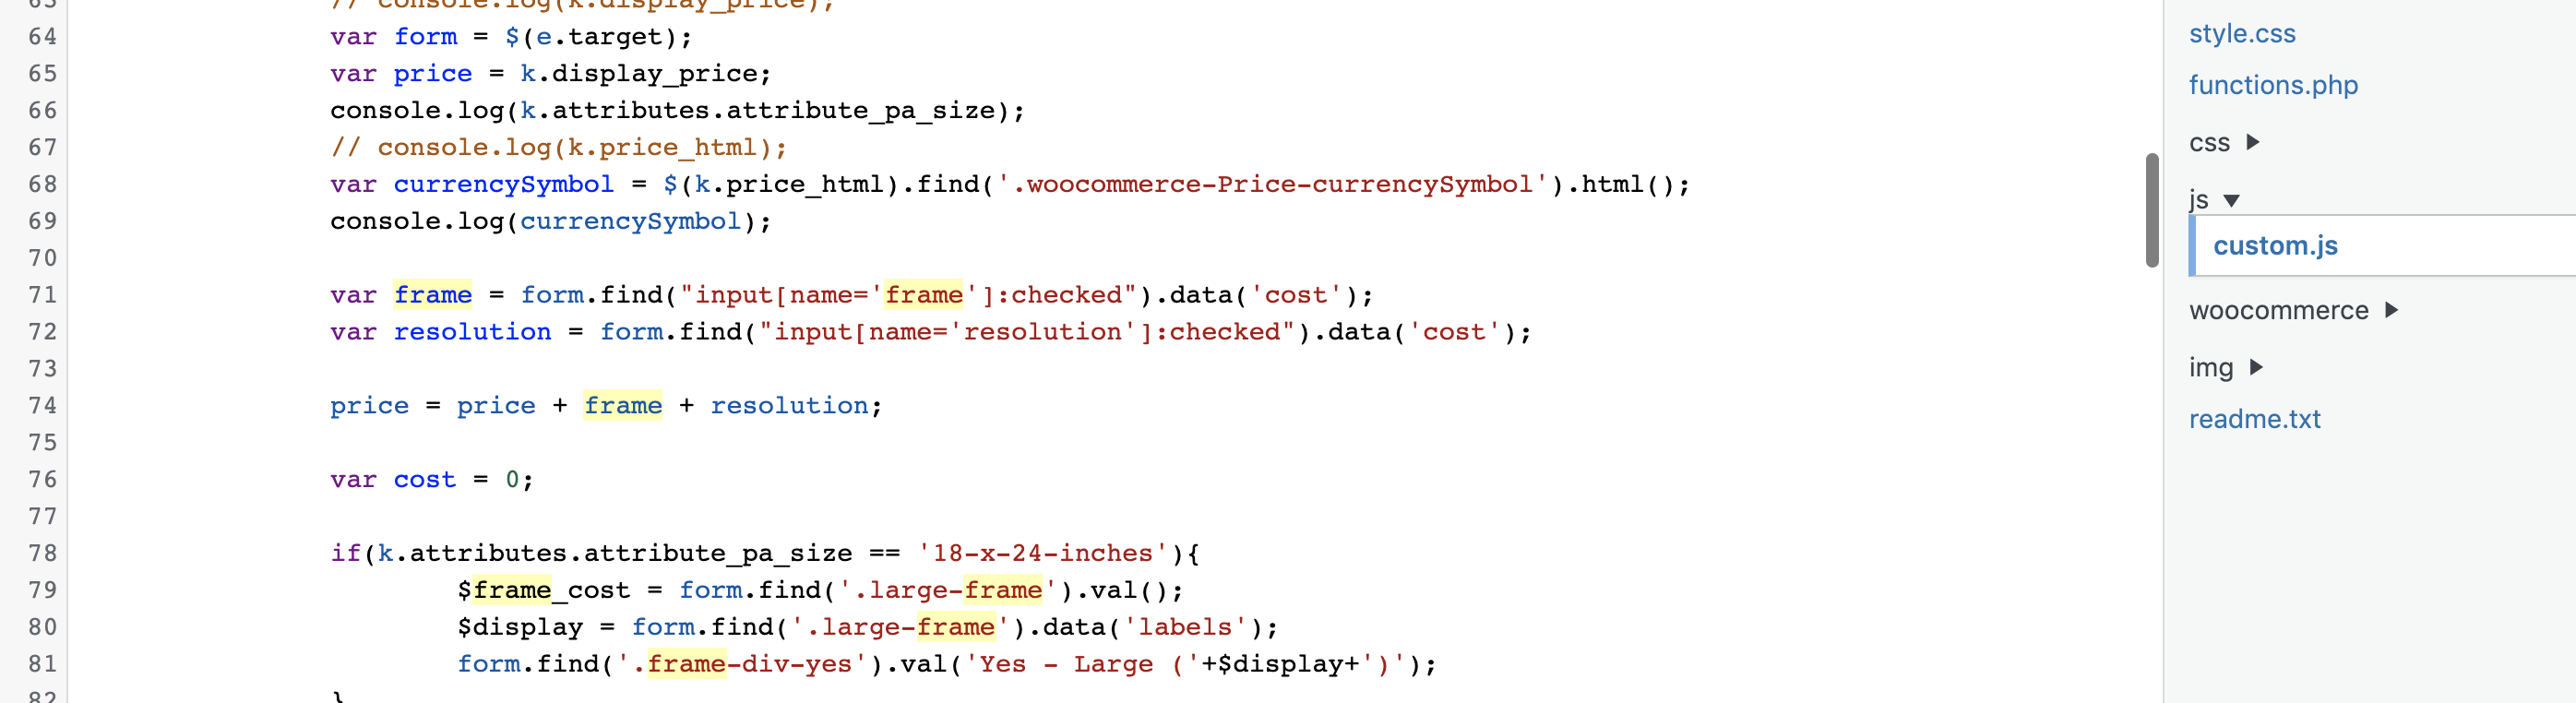 63 // console.log(k.display_price);
64 var form = $(e.target);
65 var price = k.display_price;
66 console.log(k.attributes.attribute_pa_size);
67 // console.log(k.price_html);
68 var currencySymbol = $(k.price_html).find('.woocommerce-Price-currencySymbol').html();
69 console.log(currencySymbol);
70
71 var frame = form.find("input[name='frame']:checked").data('cost');
72 var resolution = form.find("input[name='resolution']:checked").data('cost');
73
74 price = price + frame + resolution;
75
76 var cost = 0;
77
78 if(k.attributes.attribute_pa_size == '18-x-24-inches'){
79 $frame_cost = form.find('.large-frame').val();
80 $display = form.find('.large-frame').data('labels');
81 form.find('.frame-div-yes').val('Yes - Large ('+$display+')');
82 }
style.css
functions.php
css
js
custom.js
woocommerce
img
readme.txt